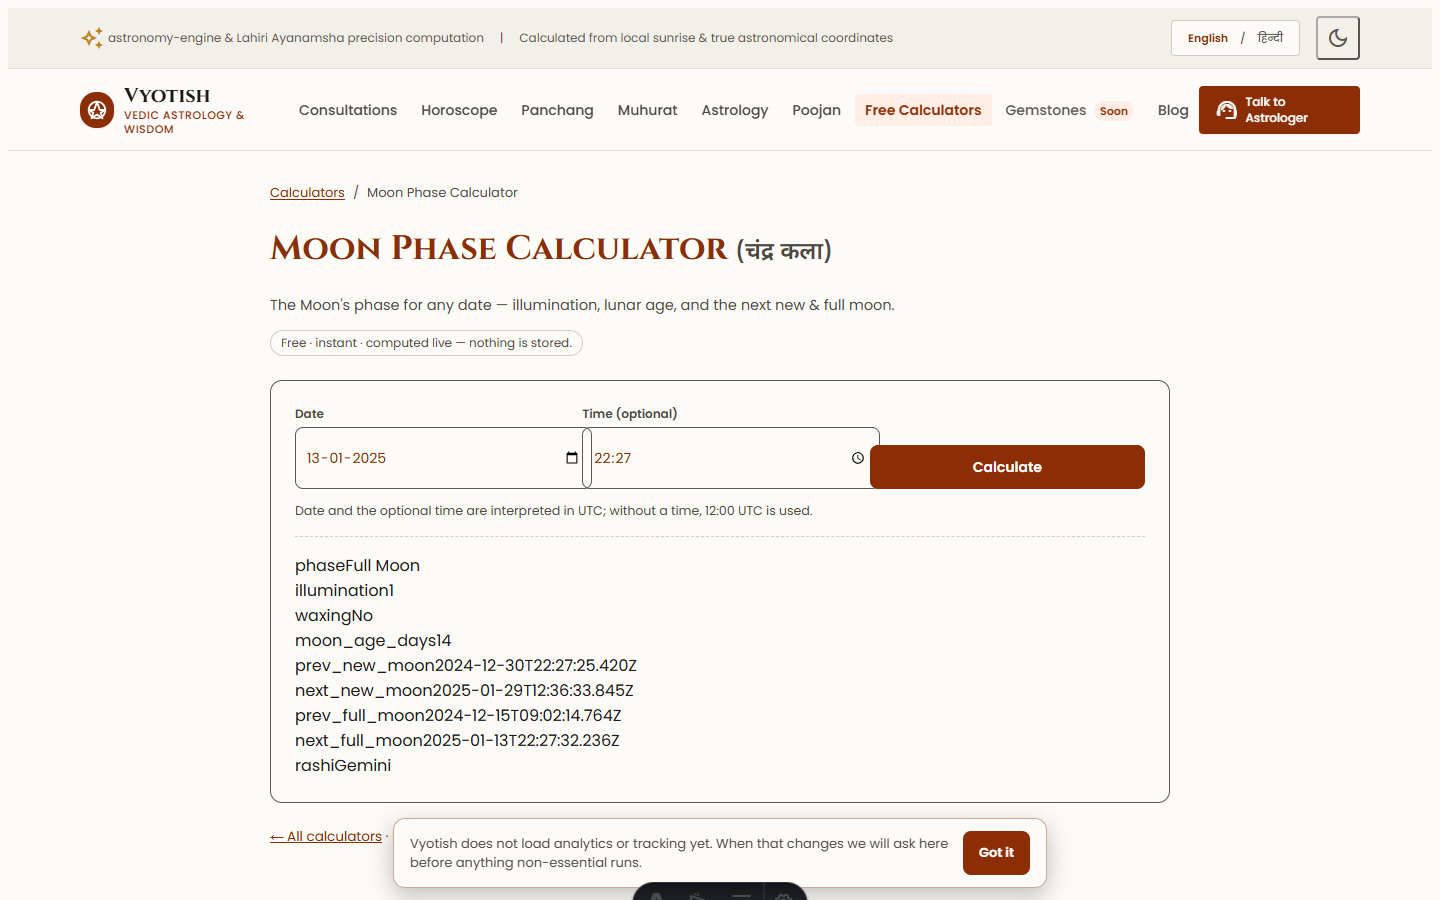 astronomy-engine & Lahiri Ayanamsha precision computation | Calculated from local sunrise & true astronomical coordinates
English / हिन्दी
Vyotish
VEDIC ASTROLOGY & WISDOM
Consultations Horoscope Panchang Muhurat Astrology Poojan Free Calculators Gemstones Soon Blog
Talk to Astrologer
Calculators / Moon Phase Calculator
Moon Phase Calculator (चंद्र कला)
The Moon's phase for any date — illumination, lunar age, and the next new & full moon.
Free · instant · computed live — nothing is stored.
Date Time (optional)
13-01-2025 22:27 Calculate
Date and the optional time are interpreted in UTC; without a time, 12:00 UTC is used.
phaseFull Moon
illumination1
waxingNo
moon_age_days14
prev_new_moon2024-12-30T22:27:25.420Z
next_new_moon2025-01-29T12:36:33.845Z
prev_full_moon2024-12-15T09:02:14.764Z
next_full_moon2025-01-13T22:27:32.236Z
rashiGemini
← All calculators ·
Vyotish does not load analytics or tracking yet. When that changes we will ask here
before anything non-essential runs.
Got it